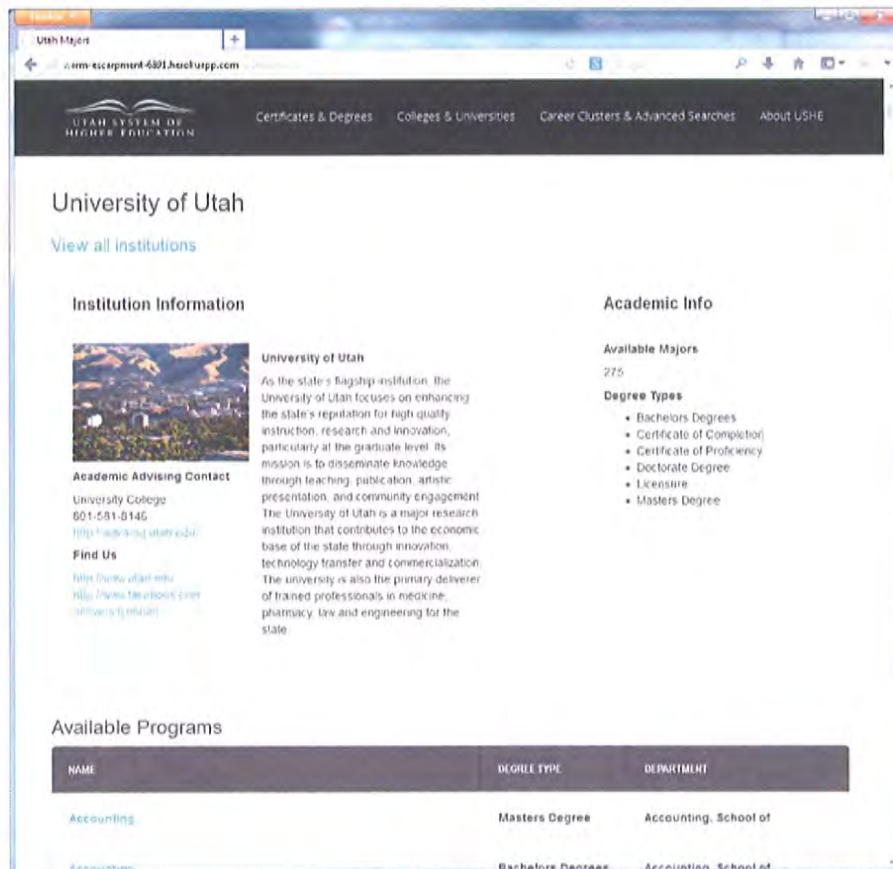 Utah Majors
+
UTAH SYSTEM OF
HIGHER EDUCATION
Certificates & Degrees
Colleges & Universities
Career Clusters & Advanced Searches
About USHE
University of Utah
View all institutions
Institution Information
Academic Advising Contact
University College
801-581-8146
Find Us
University of Utah
As the state's flagship institution, the
University of Utah focuses on enhancing
the state's reputation for high quality
instruction, research and innovation,
particularly at the graduate level. Its
mission is to disseminate knowledge
through teaching, publication, artistic
presentation, and community engagement
The University of Utah is a major research
institution that contributes to the economic
base of the state through innovation,
technology transfer and commercialization
The university is also the primary deliverer
of trained professionals in medicine,
pharmacy, law and engineering for the
state
Academic Info
Available Majors
275
Degree Types
Bachelors Degrees
Certificate of Completion
Certificate of Proficiency
Doctorate Degree
Licensure
Masters Degree
Available Programs
NAME DEGREE TYPE DEPARTMENT
Accounting Masters Degree Accounting, School of
Accounting Bachelors Degrees Accounting, School of